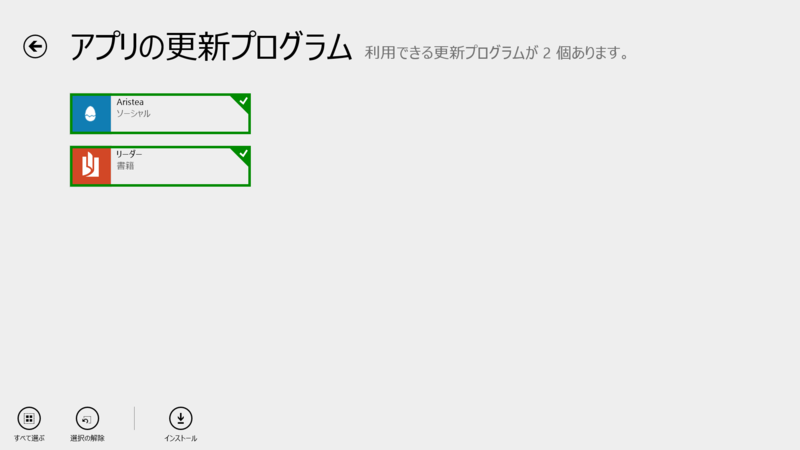 アプリの更新プログラム 利用できる更新プログラムが 2 個あります。
Aristea
ソーシャル
リーダー
書籍
すべて選ぶ 選択の解除 インストール